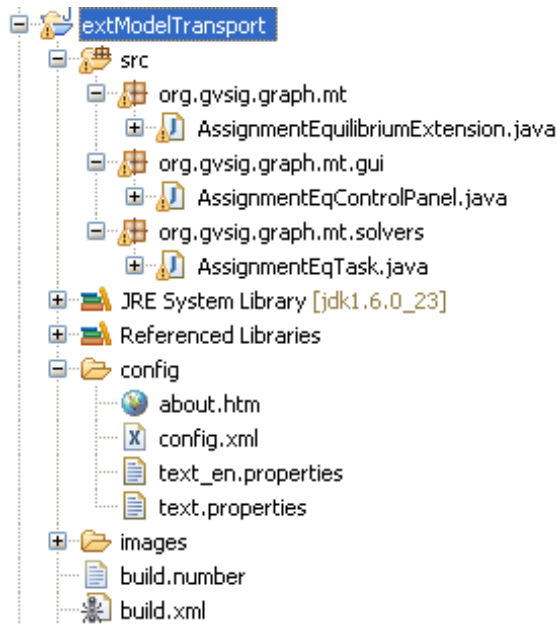 extModelTransport
src
org.gvsig.graph.mt
AssignmentEquilibriumExtension.java
org.gvsig.graph.mt.gui
AssignmentEqControlPanel.java
org.gvsig.graph.mt.solvers
AssignmentEqTask.java
JRE System Library [jdk1.6.0_23]
Referenced Libraries
config
about.htm
config.xml
text_en.properties
text.properties
images
build.number
build.xml